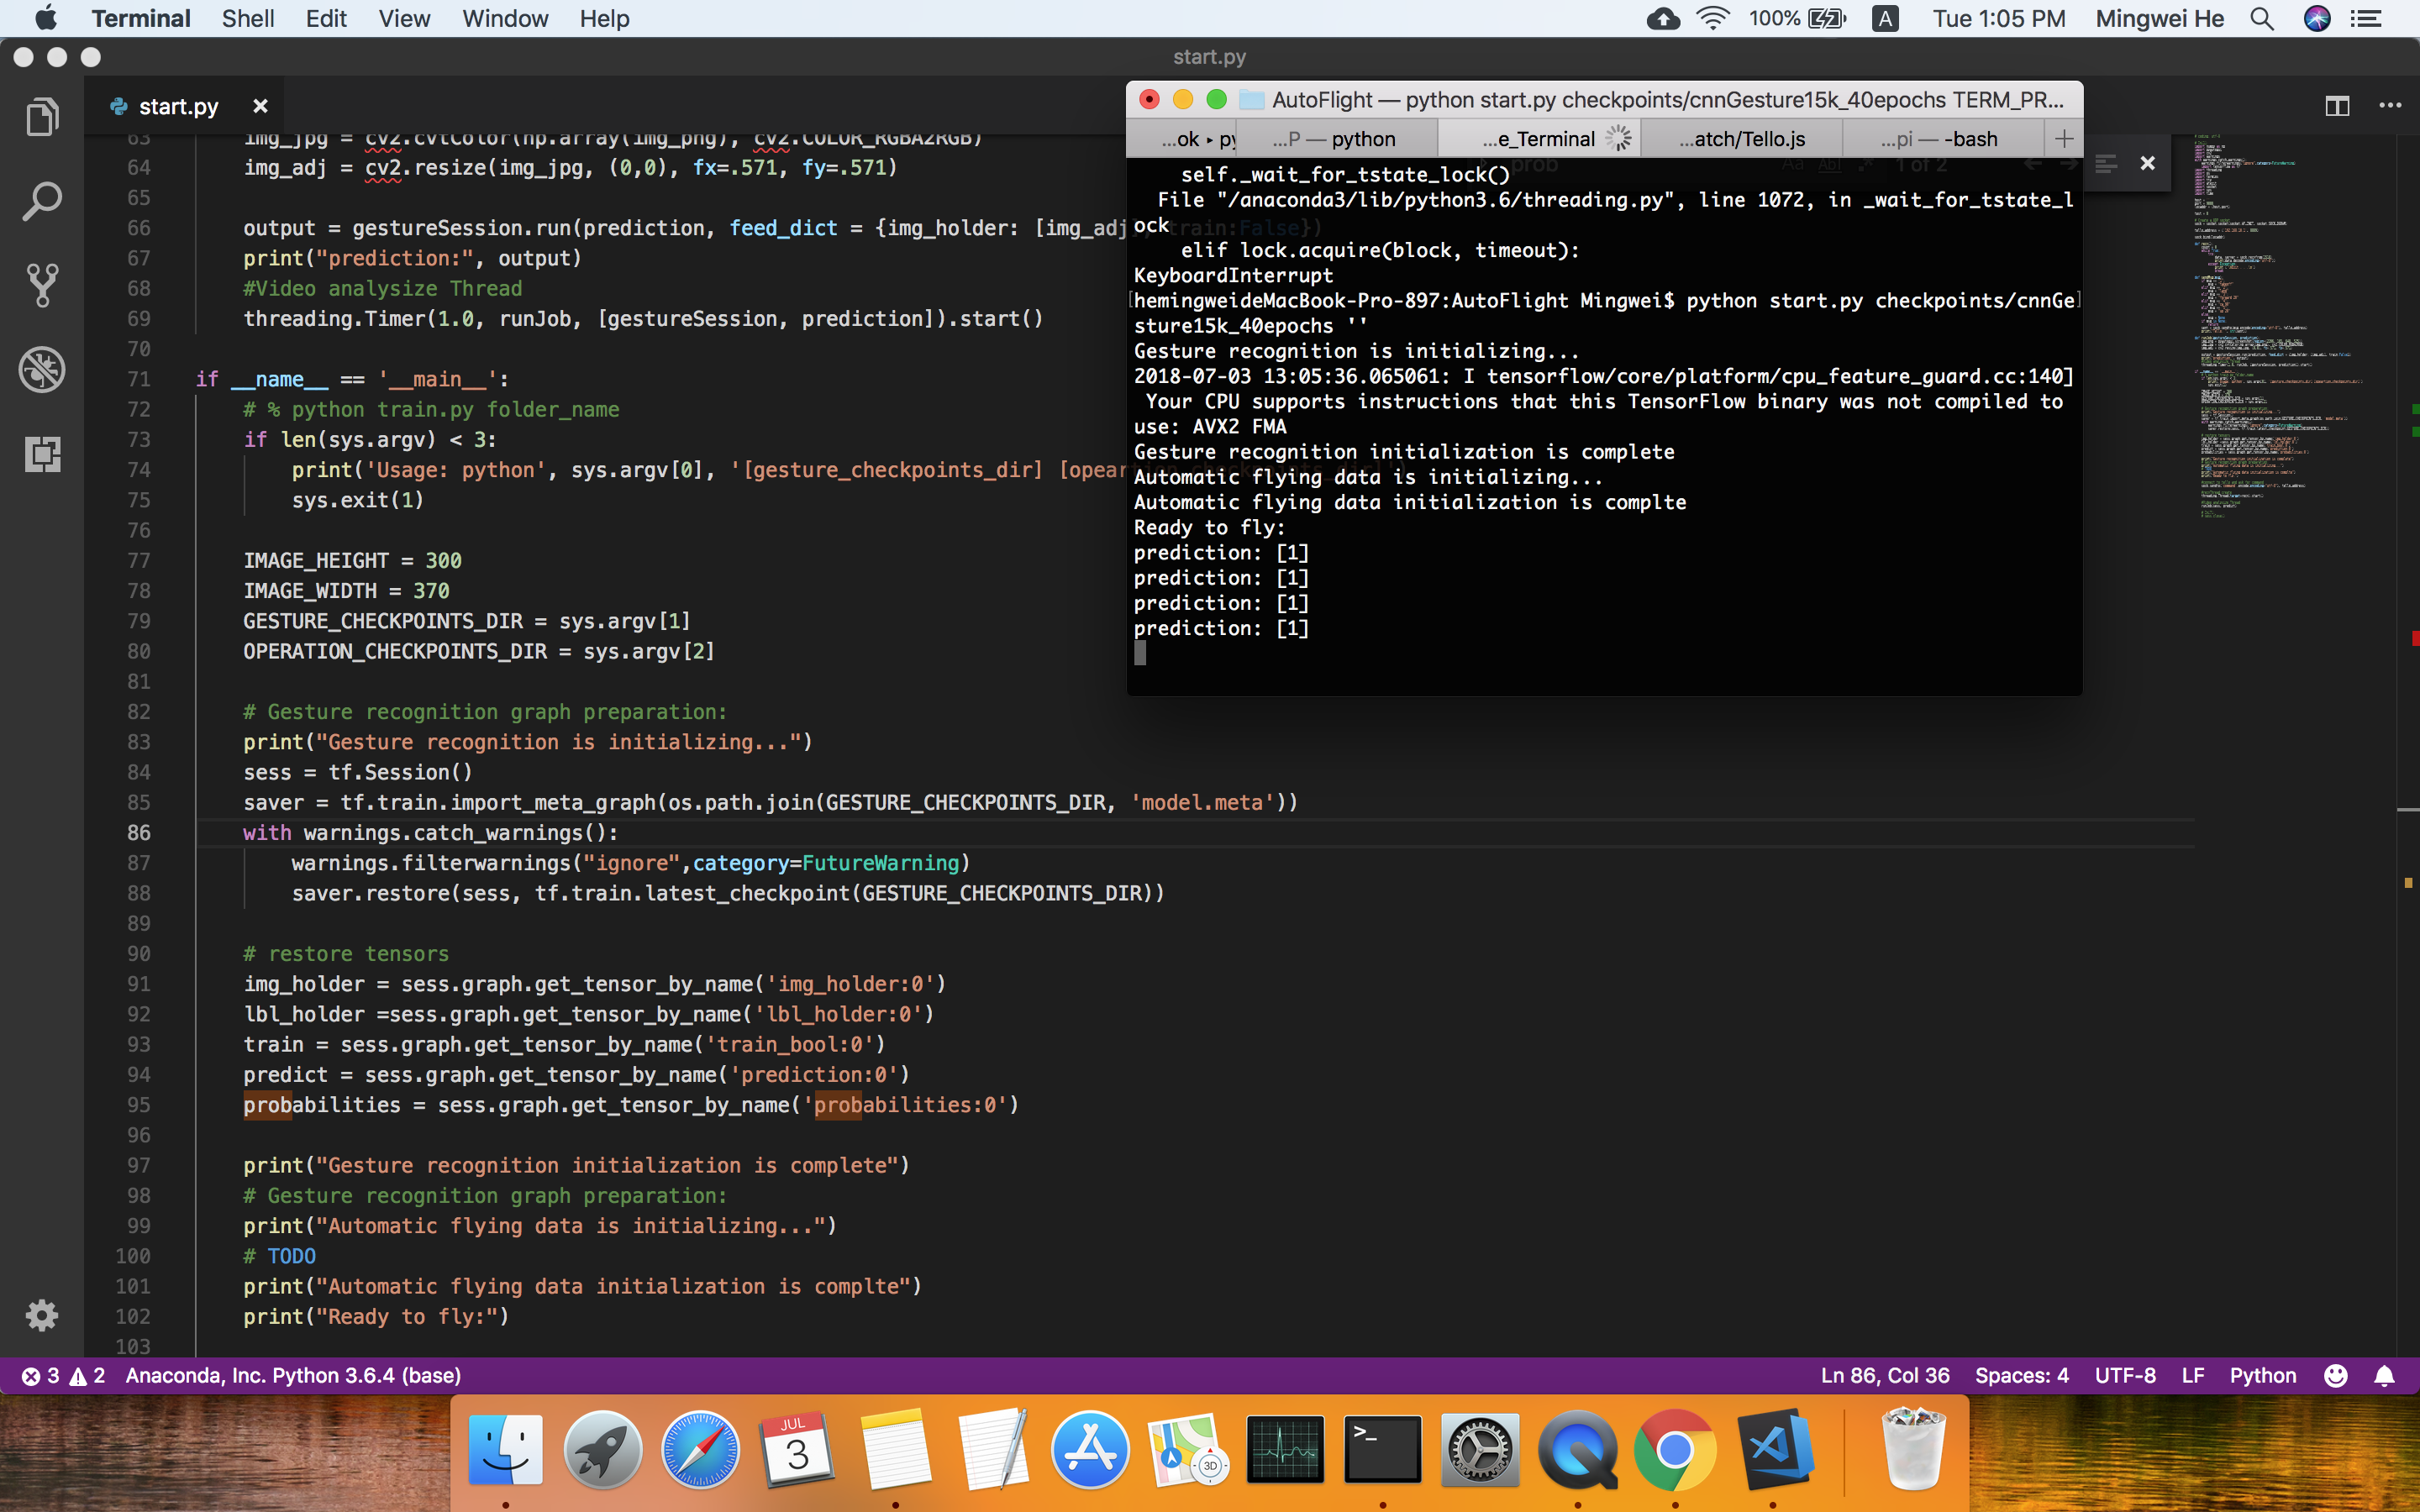 Terminal Shell Edit View Window Help 100% A Tue 1:05 PM Mingwei He
start.py
start.py
63 img_jpg = cv2.cvtColor(np.array(img_png), cv2.COLOR_RGBA2RGB)
64 img_adj = cv2.resize(img_jpg, (0,0), fx=.571, fy=.571)
65
66 output = gestureSession.run(prediction, feed_dict = {img_holder: [img_adj], train:False})
67 print("prediction:", output)
68 #Video analysize Thread
69 threading.Timer(1.0, runJob, [gestureSession, prediction]).start()
70
71 if __name__ == '__main__':
72 # % python train.py folder_name
73 if len(sys.argv) < 3:
74 print('Usage: python', sys.argv[0], '[gesture_checkpoints_dir] [opeartion_checkpoints_dir]')
75 sys.exit(1)
76
77 IMAGE_HEIGHT = 300
78 IMAGE_WIDTH = 370
79 GESTURE_CHECKPOINTS_DIR = sys.argv[1]
80 OPERATION_CHECKPOINTS_DIR = sys.argv[2]
81
82 # Gesture recognition graph preparation:
83 print("Gesture recognition is initializing...")
84 sess = tf.Session()
85 saver = tf.train.import_meta_graph(os.path.join(GESTURE_CHECKPOINTS_DIR, 'model.meta'))
86 with warnings.catch_warnings():
87 warnings.filterwarnings("ignore",category=FutureWarning)
88 saver.restore(sess, tf.train.latest_checkpoint(GESTURE_CHECKPOINTS_DIR))
89
90 # restore tensors
91 img_holder = sess.graph.get_tensor_by_name('img_holder:0')
92 lbl_holder =sess.graph.get_tensor_by_name('lbl_holder:0')
93 train = sess.graph.get_tensor_by_name('train_bool:0')
94 predict = sess.graph.get_tensor_by_name('prediction:0')
95 probabilities = sess.graph.get_tensor_by_name('probabilities:0')
96
97 print("Gesture recognition initialization is complete")
98 # Gesture recognition graph preparation:
99 print("Automatic flying data is initializing...")
100 # TODO
101 print("Automatic flying data initialization is complte")
102 print("Ready to fly:")
103
AutoFlight — python start.py checkpoints/cnnGesture15k_40epochs TERM_PR...
...ok ▸ py ...P — python ...e_Terminal ...atch/Tello.js ...pi — -bash
prob Aa Abl .* 1 of 2
self._wait_for_tstate_lock()
File "/anaconda3/lib/python3.6/threading.py", line 1072, in _wait_for_tstate_l
ock
elif lock.acquire(block, timeout):
KeyboardInterrupt
[hemingweideMacBook-Pro-897:AutoFlight Mingwei$ python start.py checkpoints/cnnGe]
sture15k_40epochs ''
Gesture recognition is initializing...
2018-07-03 13:05:36.065061: I tensorflow/core/platform/cpu_feature_guard.cc:140]
Your CPU supports instructions that this TensorFlow binary was not compiled to
use: AVX2 FMA
Gesture recognition initialization is complete
Automatic flying data is initializing...
Automatic flying data initialization is complte
Ready to fly:
prediction: [1]
prediction: [1]
prediction: [1]
prediction: [1]
3 2 Anaconda, Inc. Python 3.6.4 (base) Ln 86, Col 36 Spaces: 4 UTF-8 LF Python
JUL
3
3D
>_